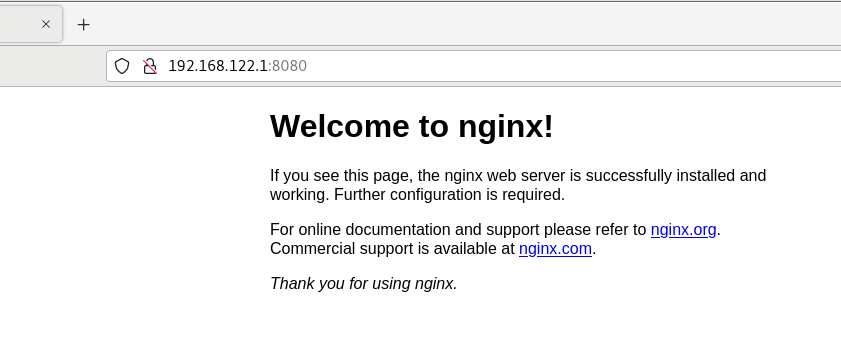 192.168.122.1:8080
Welcome to nginx!
If you see this page, the nginx web server is successfully installed and
working. Further configuration is required.
For online documentation and support please refer to nginx.org.
Commercial support is available at nginx.com.
Thank you for using nginx.